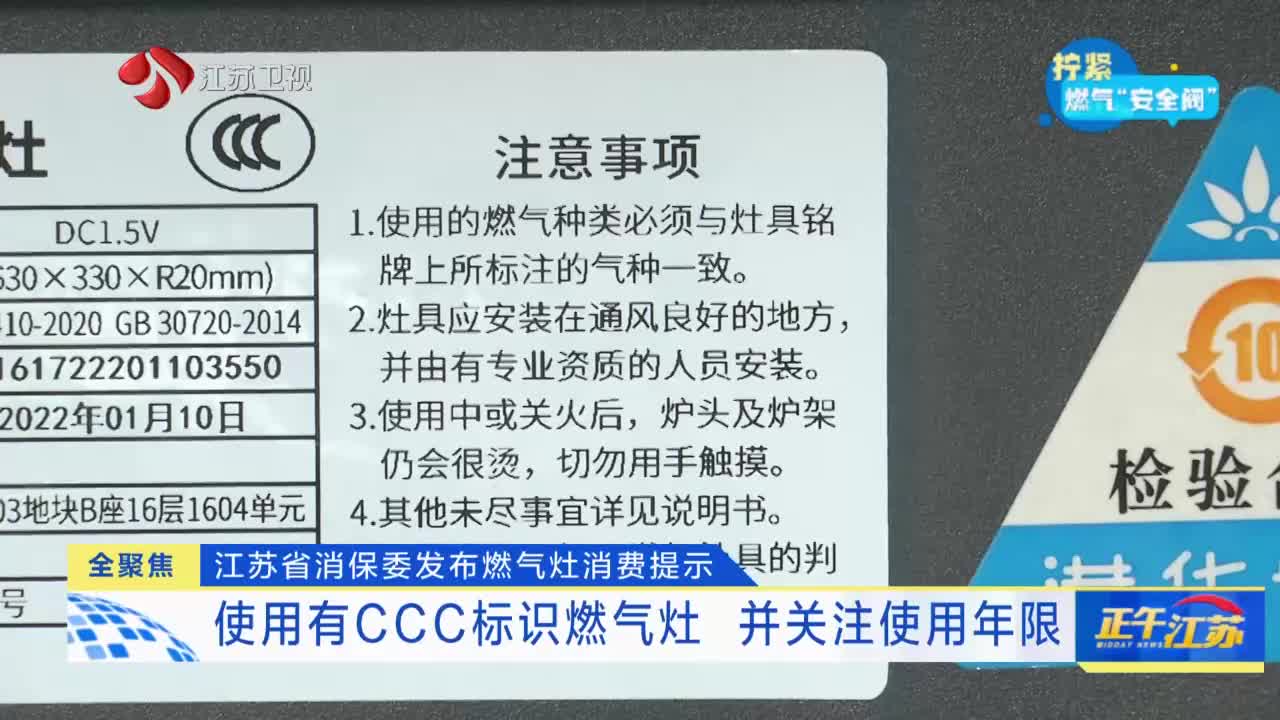 江苏卫视
拧紧
燃气“安全阀”
灶
CCC
DC1.5V
630×330×R20mm)
410-2020 GB 30720-2014
161722201103550
2022年01月10日
03地块B座16层1604单元
号
注意事项
1.使用的燃气种类必须与灶具铭
牌上所标注的气种一致。
2.灶具应安装在通风良好的地方，
并由有专业资质的人员安装。
3.使用中或关火后，炉头及炉架
仍会很烫，切勿用手触摸。
4.其他未尽事宜详见说明书。
具的判
10
检验合
港华
全聚焦
江苏省消保委发布燃气灶消费提示
使用有CCC标识燃气灶 并关注使用年限
正午江苏
MIDDAY NEWS